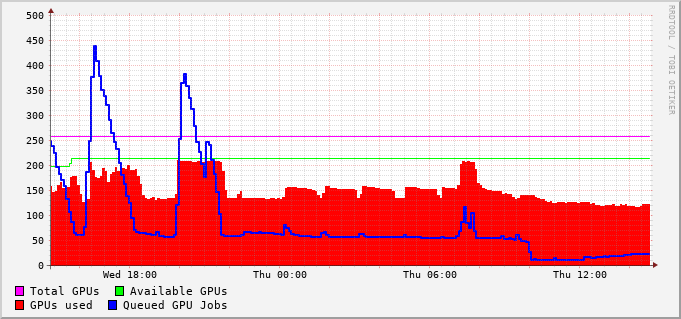 500
450
400
350
300
250
200
150
100
50
0
Wed 18:00 Thu 00:00 Thu 06:00 Thu 12:00
Total GPUs Available GPUs
GPUs used Queued GPU Jobs
RRDTOOL / TOBI OETIKER